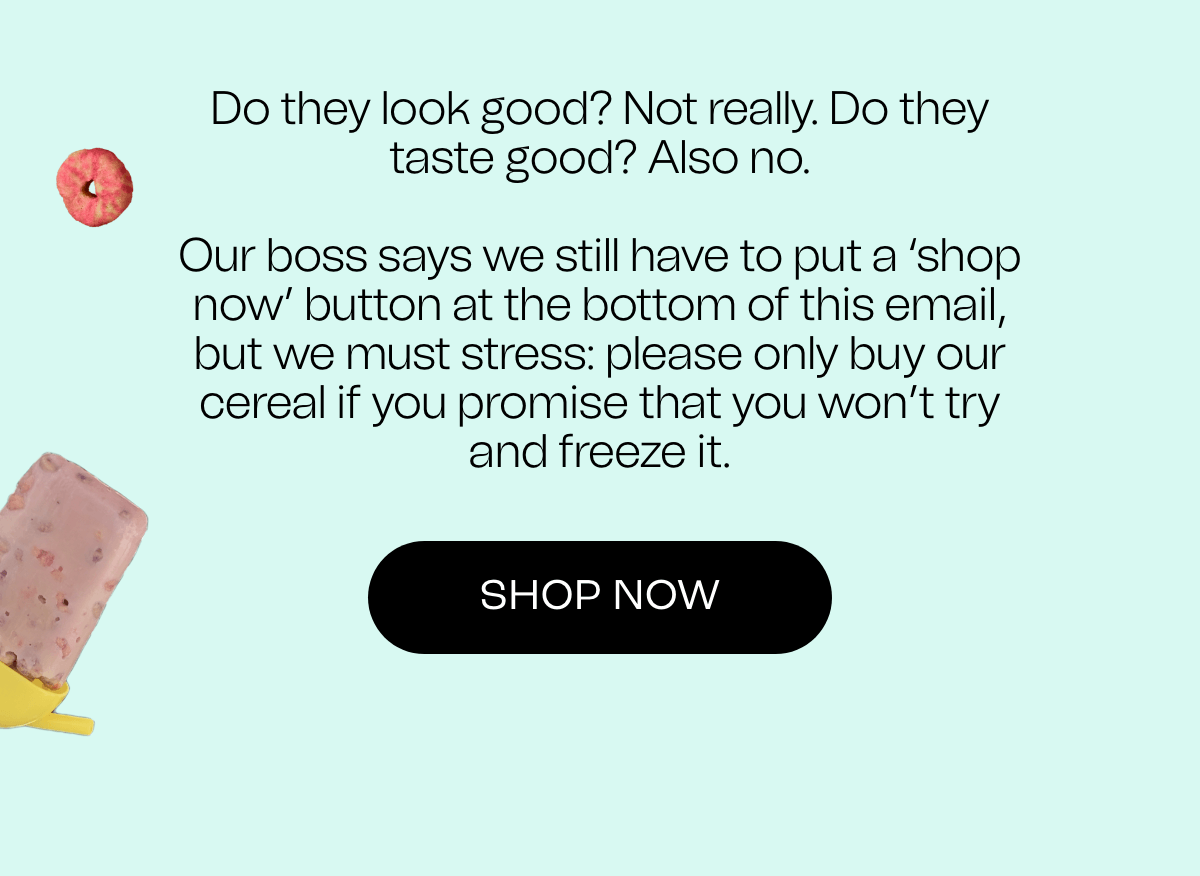 Do they look good? Not really. Do they
taste good? Also no.
Our boss says we still have to put a ‘shop
now’ button at the bottom of this email,
but we must stress: please only buy our
cereal if you promise that you won’t try
and freeze it.
SHOP NOW